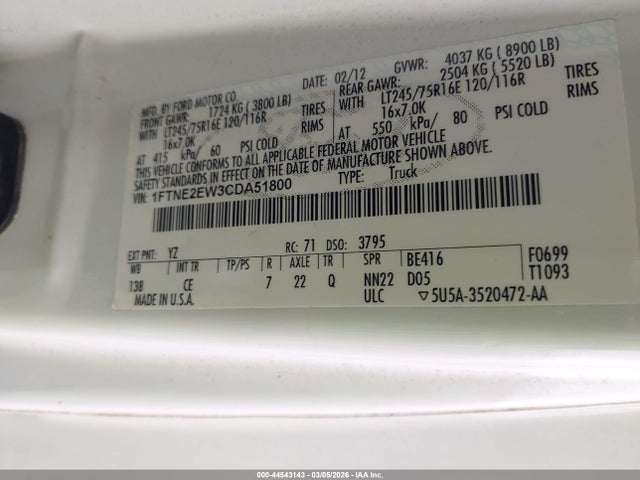 MFD. BY FORD MOTOR CO.
DATE: 02/12 GVWR: 4037 KG ( 8900 LB)
FRONT GAWR: 1724 KG ( 3800 LB) REAR GAWR: 2504 KG ( 5520 LB)
WITH LT245/75R16E 120/116R TIRES WITH LT245/75R16E 120/116R TIRES
16x7.0K RIMS 16x7.0K RIMS
AT 415 kPa/ 60 PSI COLD AT 550 kPa/ 80 PSI COLD
THIS VEHICLE CONFORMS TO ALL APPLICABLE FEDERAL MOTOR VEHICLE
SAFETY STANDARDS IN EFFECT ON THE DATE OF MANUFACTURE SHOWN ABOVE.
VIN: 1FTNE2EW3CDA51800 TYPE: Truck
EXT PNT: YZ RC: 71 DSO: 3795
WB INT TR TP/PS R AXLE TR SPR BE416 F0699
138 CE 7 22 Q NN22 D05 T1093
MADE IN U.S.A. ULC ▽5U5A-3520472-AA
000-44543143 - 03/05/2026 - IAA Inc.